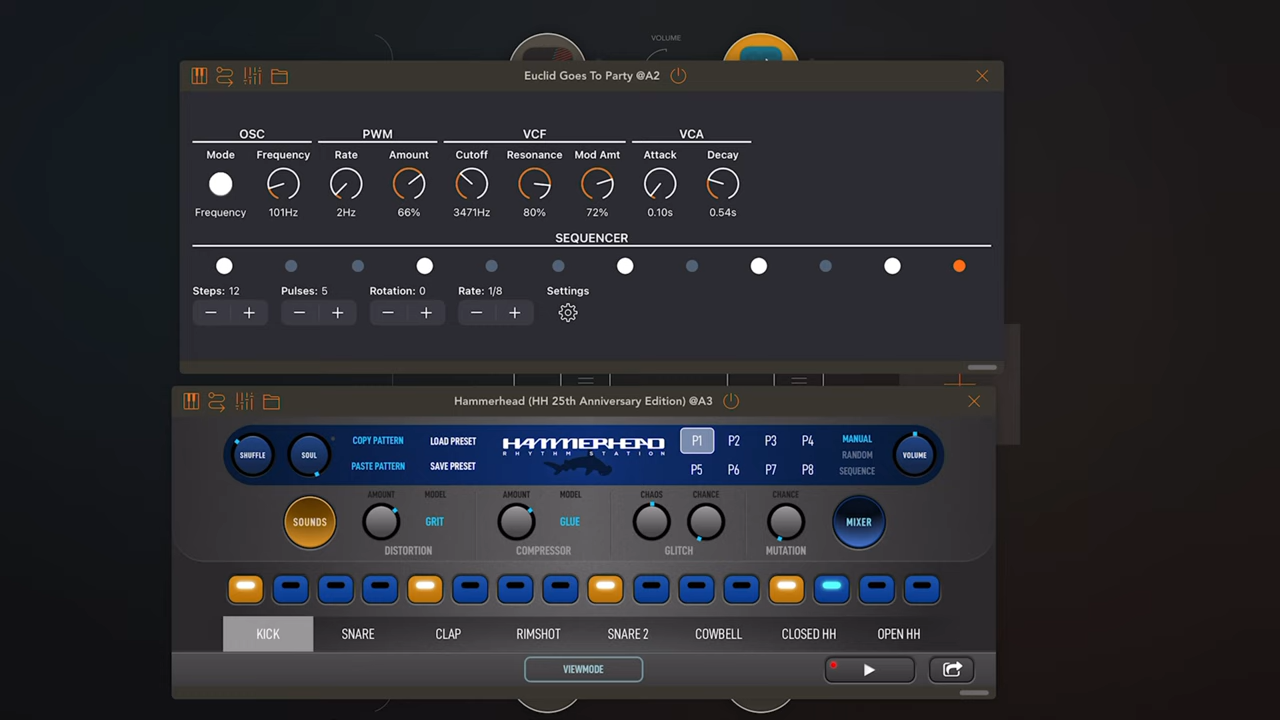 VOLUME
Euclid Goes To Party @A2
OSC PWM VCF VCA
Mode Frequency Rate Amount Cutoff Resonance Mod Amt Attack Decay
Frequency 101Hz 2Hz 66% 3471Hz 80% 72% 0.10s 0.54s
SEQUENCER
Steps: 12 Pulses: 5 Rotation: 0 Rate: 1/8 Settings
− + − + − + − +
Hammerhead (HH 25th Anniversary Edition) @A3
SHUFFLE SOUL COPY PATTERN LOAD PRESET HAMMERHEAD P1 P2 P3 P4 MANUAL VOLUME
RHYTHM STATION RANDOM
PASTE PATTERN SAVE PRESET P5 P6 P7 P8 SEQUENCE
AMOUNT MODEL AMOUNT MODEL CHAOS CHANCE CHANCE
SOUNDS GRIT GLUE MIXER
DISTORTION COMPRESSOR GLITCH MUTATION
KICK SNARE CLAP RIMSHOT SNARE 2 COWBELL CLOSED HH OPEN HH
VIEWMODE